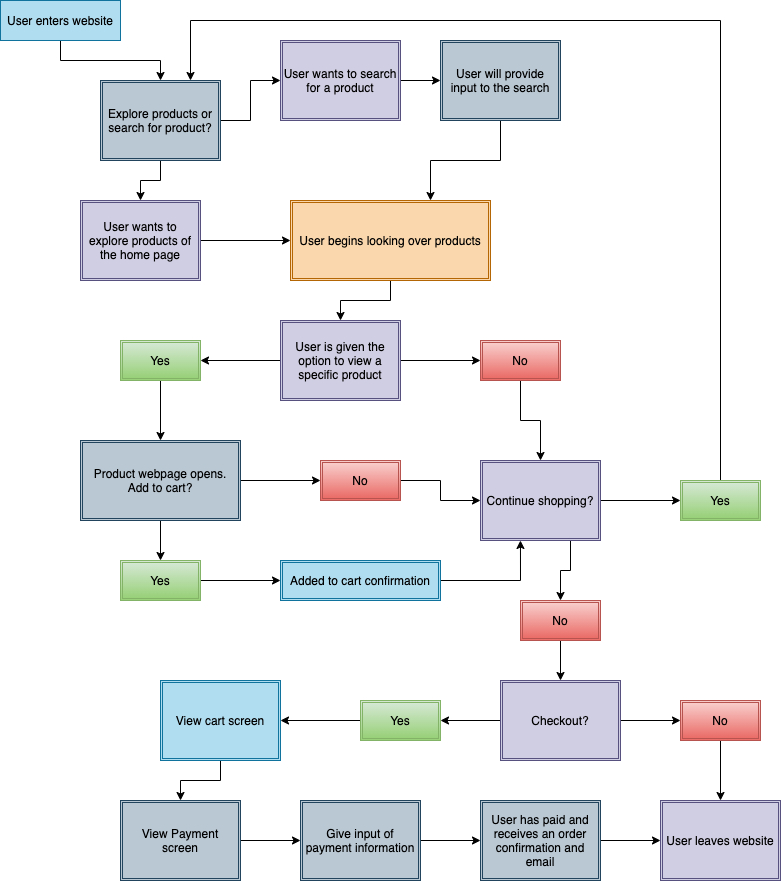 User enters website
User wants to search
for a product
User will provide
input to the search
Explore products or
search for product?
User wants to
explore products of
the home page
User begins looking over products
User is given the
option to view a
specific product
Yes
No
Product webpage opens.
Add to cart?
No
Continue shopping?
Yes
Yes
Added to cart confirmation
No
View cart screen
Yes
Checkout?
No
View Payment
screen
Give input of
payment information
User has paid and
receives an order
confirmation and
email
User leaves website